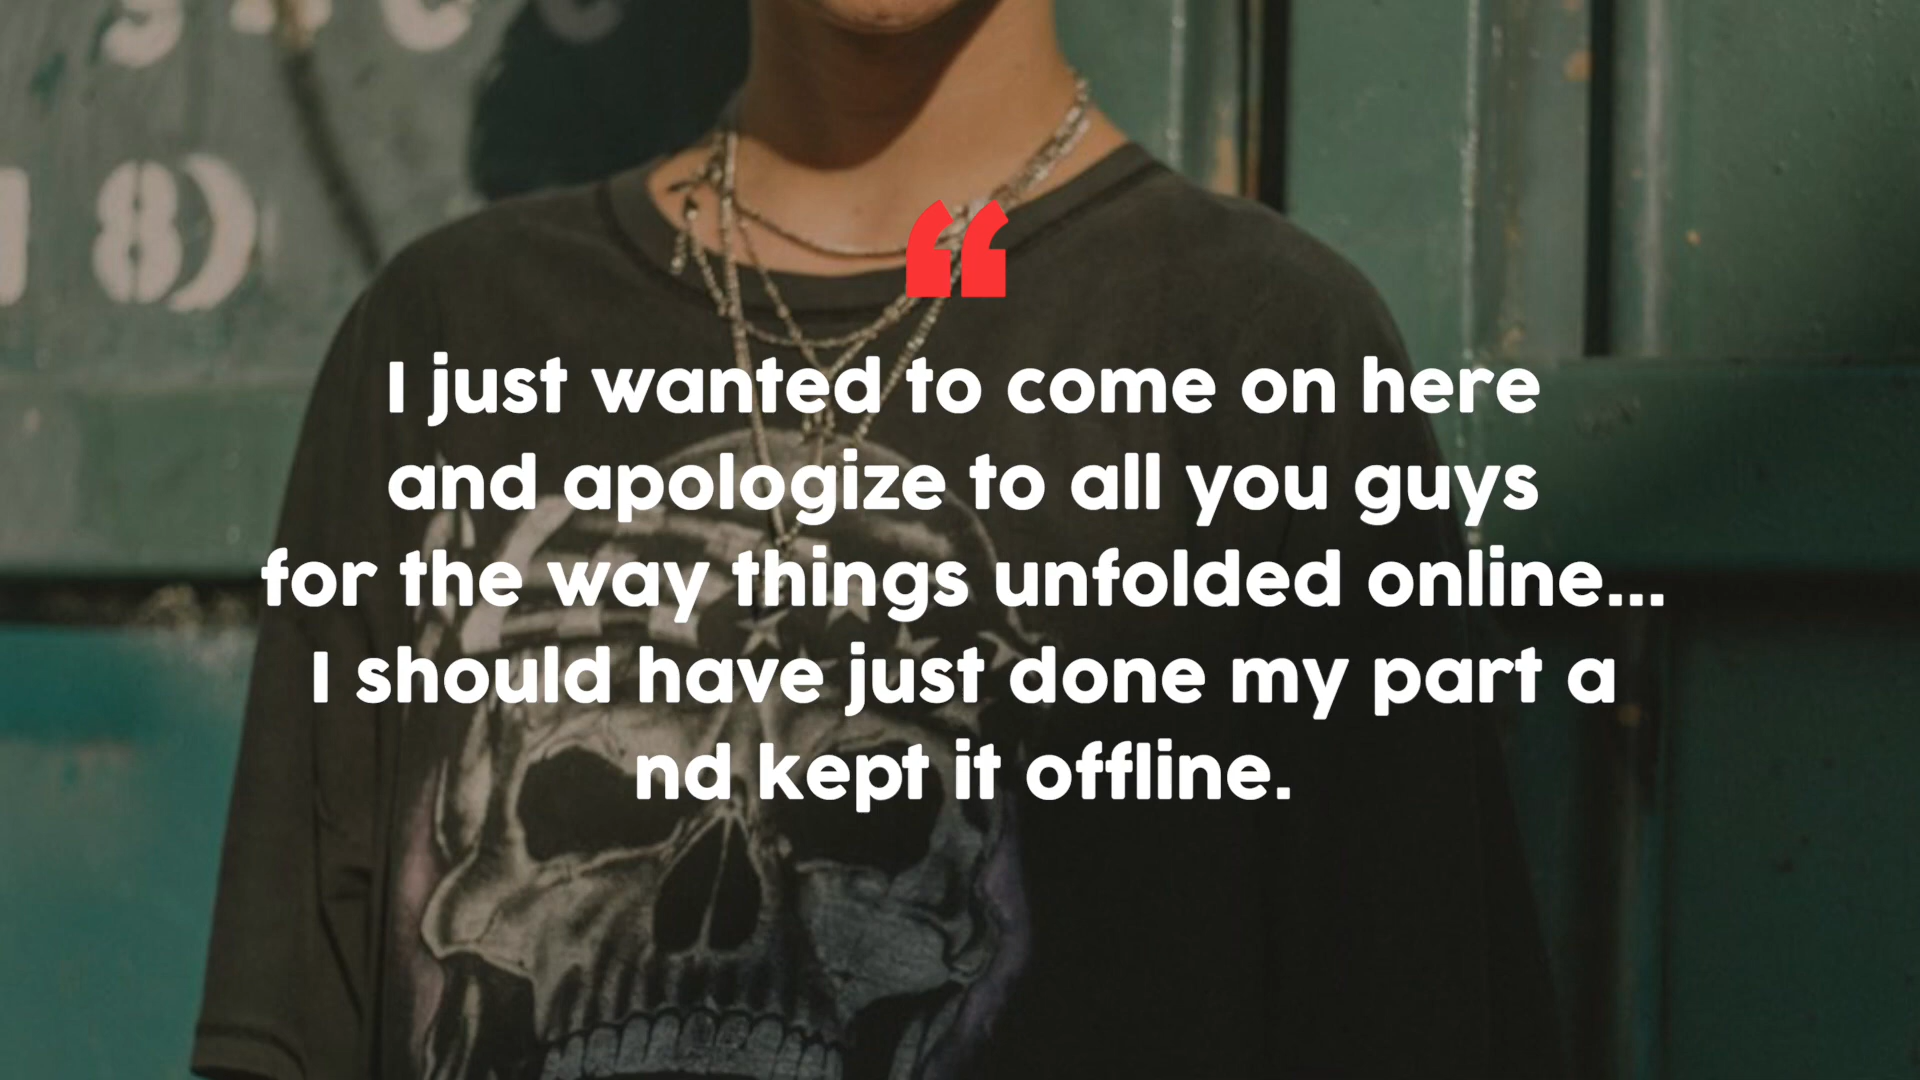 8)
“
I just wanted to come on here
and apologize to all you guys
for the way things unfolded online...
I should have just done my part a
nd kept it offline.